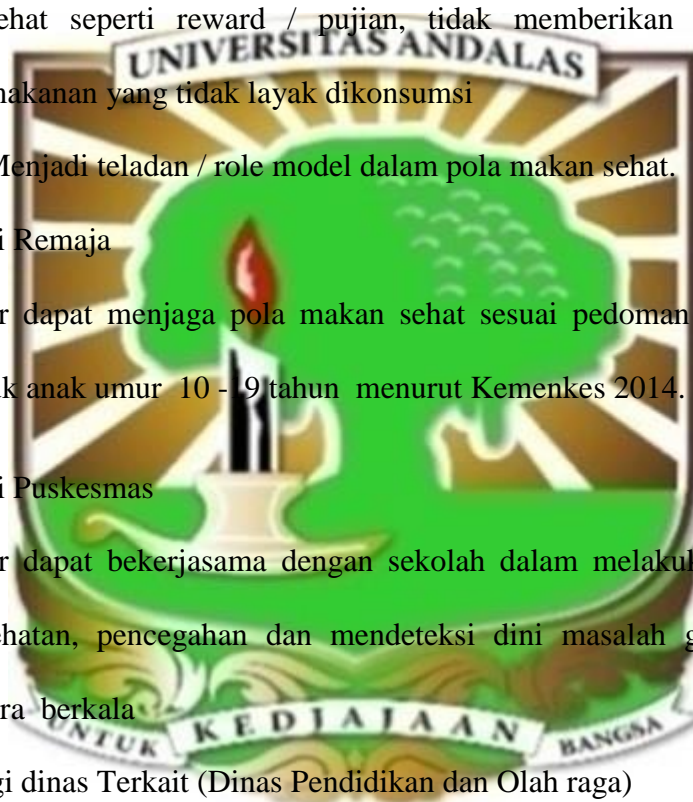 ehat seperti reward / pujian, tidak memberikan
UNIVERSITAS ANDALAS
makanan yang tidak layak dikonsumsi
Menjadi teladan / role model dalam pola makan sehat.
i Remaja
r dapat menjaga pola makan sehat sesuai pedoman
k anak umur 10 - 9 tahun menurut Kemenkes 2014.
i Puskesmas
r dapat bekerjasama dengan sekolah dalam melakuk
ehatan, pencegahan dan mendeteksi dini masalah g
ra berkala
UNTUK KEDJAJAAN BANGSA
gi dinas Terkait (Dinas Pendidikan dan Olah raga)